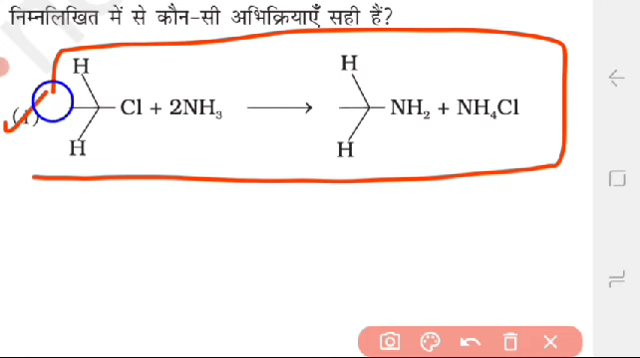 निम्नलिखित में से कौन-सी अभिक्रियाएँ सही हैं?
H H
(i) Cl + 2NH₃ ⟶ NH₂ + NH₄Cl
H H